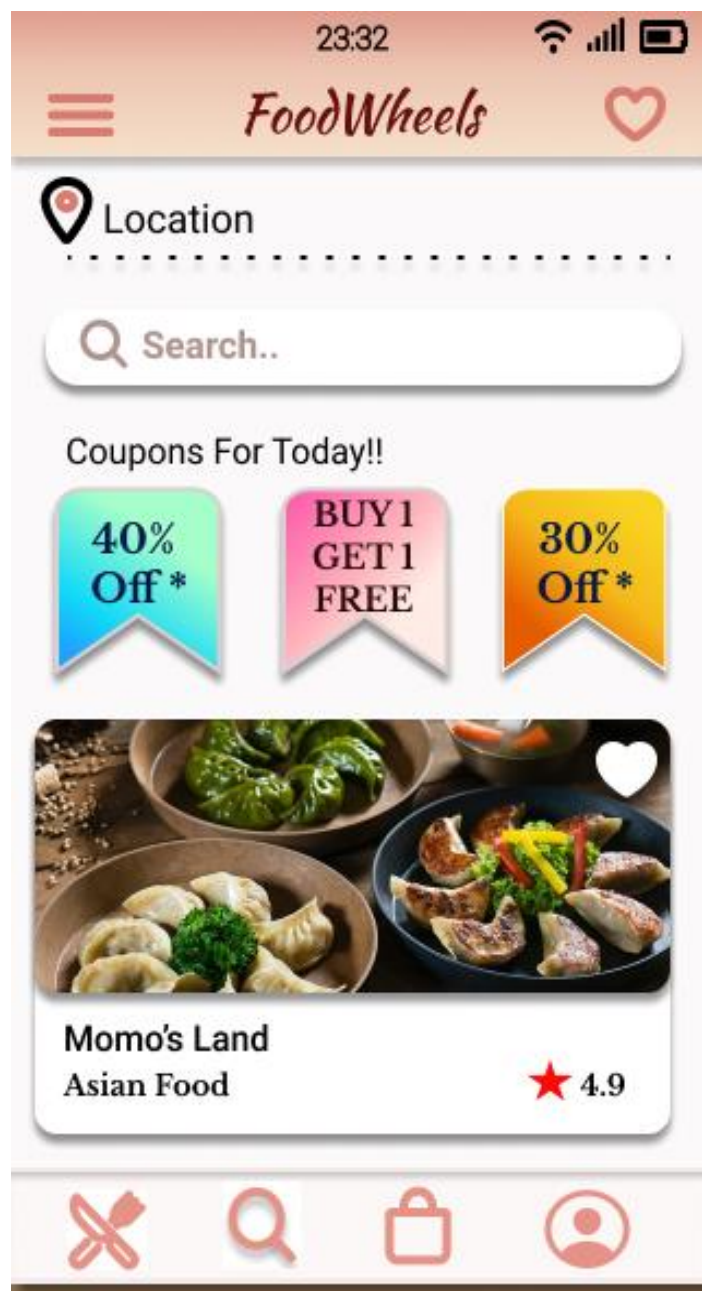 23:32
FoodWheels
Location
Search..
Coupons For Today!!
40%
Off *
BUY 1
GET 1
FREE
30%
Off *
Momo's Land
Asian Food
4.9